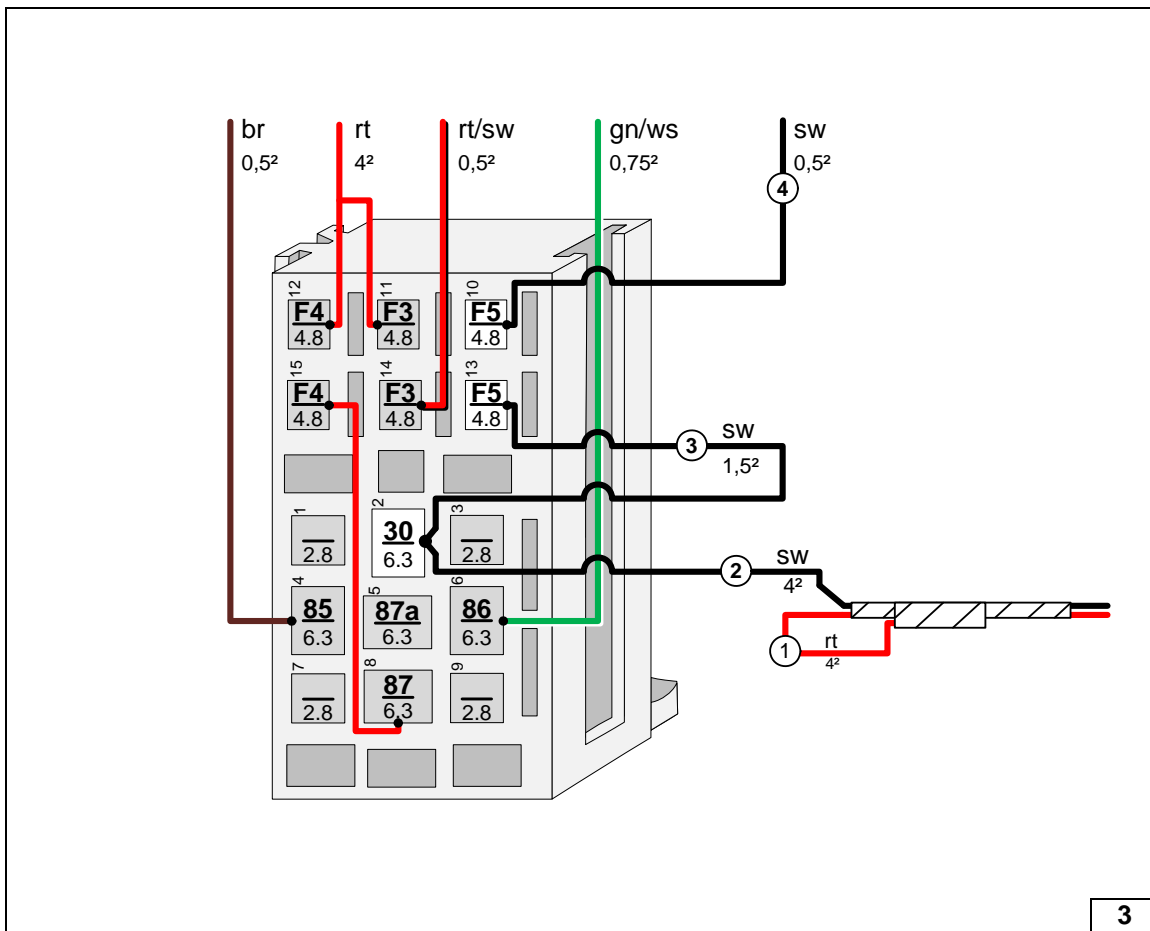 br rt rt/sw gn/ws sw
0,5² 4² 0,5² 0,75² 0,5²
4
12 11 10
F4 F3 F5
4.8 4.8 4.8
15 14 13
F4 F3 F5
4.8 4.8 4.8
3 sw
1,5²
1 2 3
30
2.8 6.3 2.8
2 sw
4²
4 5 6
85 87a 86
6.3 6.3 6.3
1 rt
4²
7 8 9
87
2.8 6.3 2.8
3